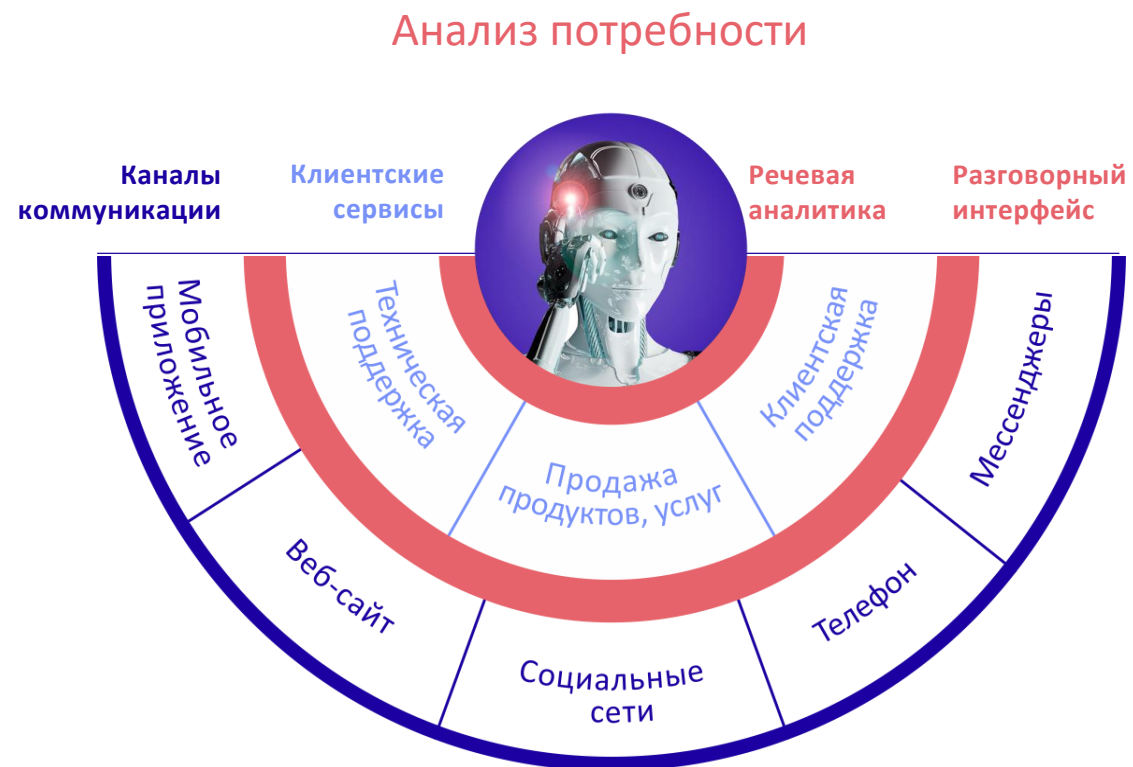 Анализ потребности
Каналы
коммуникации
Клиентские
сервисы
Речевая
аналитика
Разговорный
интерфейс
Мобильное
приложение
Техническая
поддержка
Клиентская
поддержка
Мессенджеры
Продажа
продуктов, услуг
Веб-сайт
Телефон
Социальные
сети